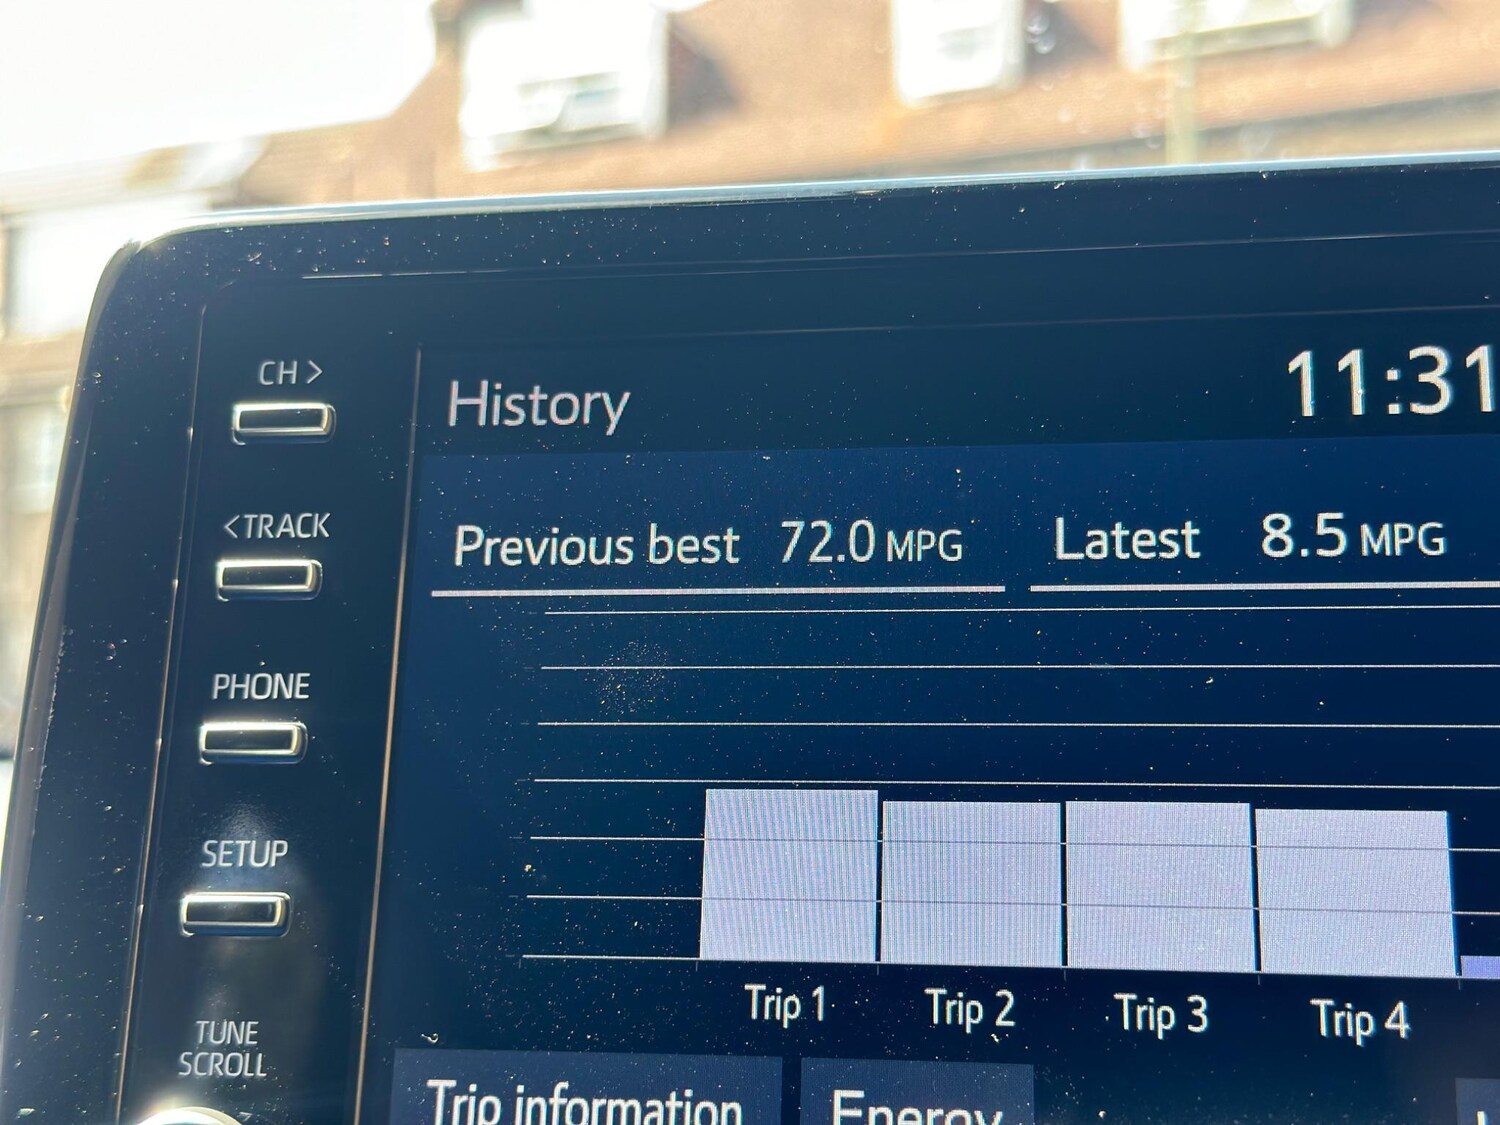 CH >
History
11:31
<TRACK
Previous best 72.0 MPG
Latest 8.5 MPG
PHONE
SETUP
Trip 1
Trip 2
Trip 3
Trip 4
TUNE
SCROLL
Trip information
Energy